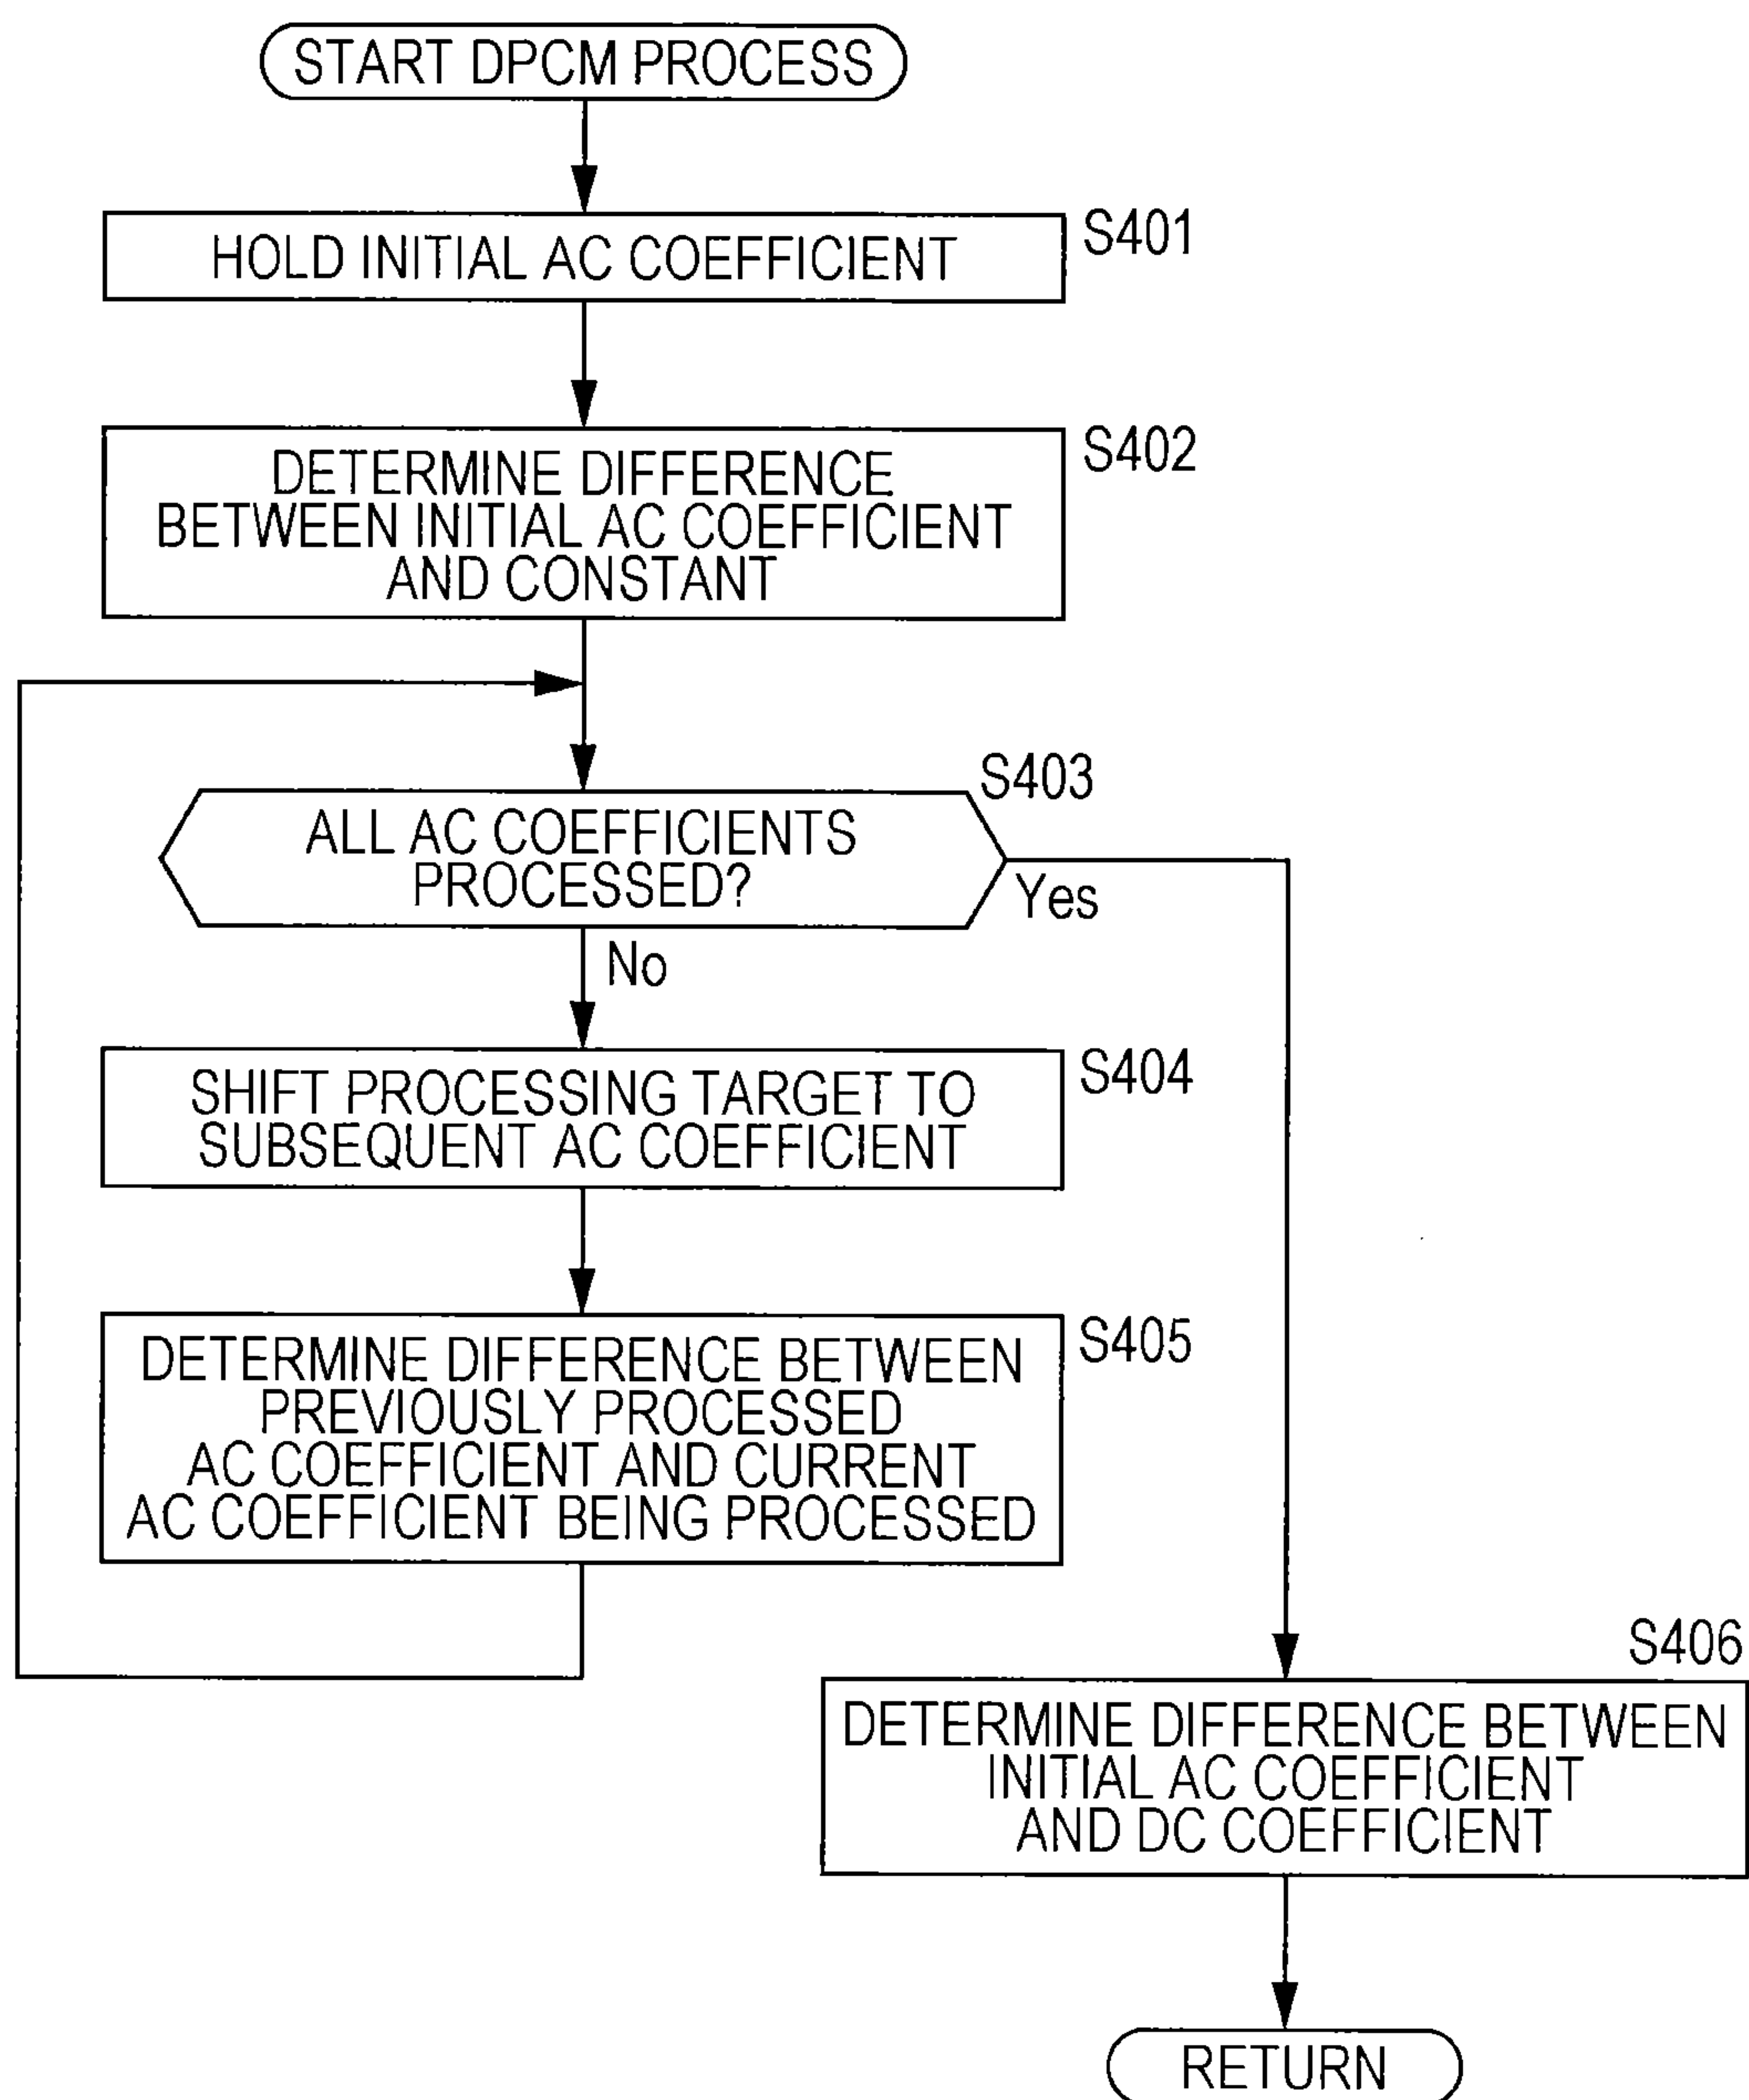 START DPCM PROCESS
HOLD INITIAL AC COEFFICIENT
S401
DETERMINE DIFFERENCE
BETWEEN INITIAL AC COEFFICIENT
AND CONSTANT
S402
S403
ALL AC COEFFICIENTS
PROCESSED?
Yes
No
SHIFT PROCESSING TARGET TO
SUBSEQUENT AC COEFFICIENT
S404
DETERMINE DIFFERENCE BETWEEN
PREVIOUSLY PROCESSED
AC COEFFICIENT AND CURRENT
AC COEFFICIENT BEING PROCESSED
S405
S406
DETERMINE DIFFERENCE BETWEEN
INITIAL AC COEFFICIENT
AND DC COEFFICIENT
RETURN